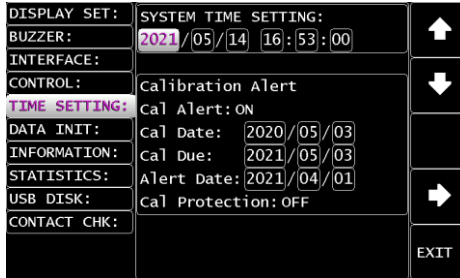 DISPLAY SET:
BUZZER:
INTERFACE:
CONTROL:
TIME SETTING:
DATA INIT:
INFORMATION:
STATISTICS:
USB DISK:
CONTACT CHK:
SYSTEM TIME SETTING:
2021/05/14 16:53:00
Calibration Alert
Cal Alert:ON
Cal Date: 2020/05/03
Cal Due: 2021/05/03
Alert Date:2021/04/01
Cal Protection:OFF
EXIT